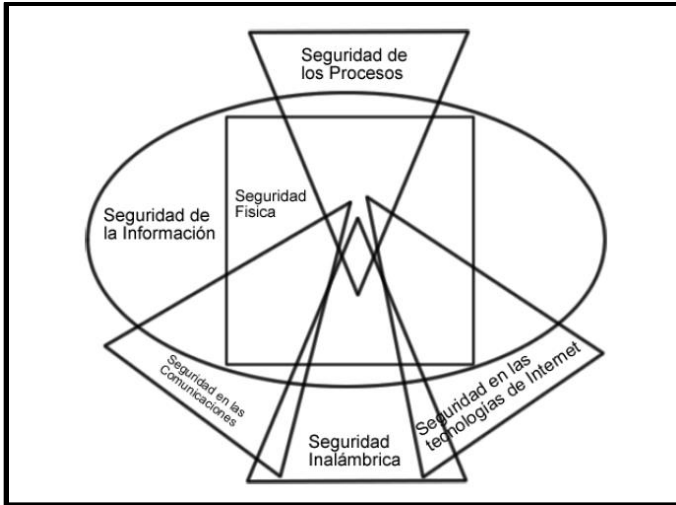 Seguridad de
los Procesos
Seguridad
Fisica
Seguridad de
la Información
Seguridad en las
Comunicaciones
Seguridad
Inalámbrica
Seguridad en las
tecnologías de Internet